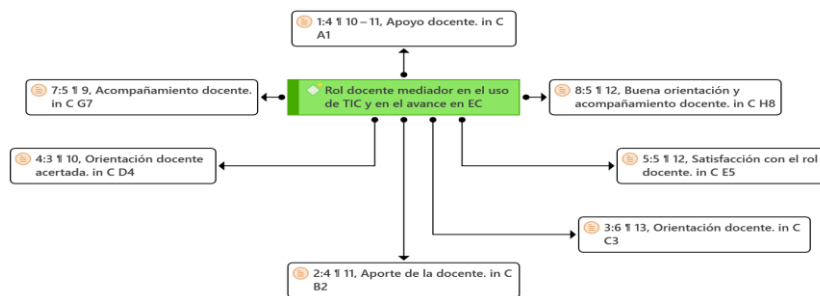 1:4 ¶ 10 – 11, Apoyo docente. in C
A1
7:5 ¶ 9, Acompañamiento docente.
in C G7
Rol docente mediador en el uso
de TIC y en el avance en EC
8:5 ¶ 12, Buena orientación y
acompañamiento docente. in C H8
4:3 ¶ 10, Orientación docente
acertada. in C D4
5:5 ¶ 12, Satisfacción con el rol
docente. in C E5
3:6 ¶ 13, Orientación docente. in C
C3
2:4 ¶ 11, Aporte de la docente. in C
B2